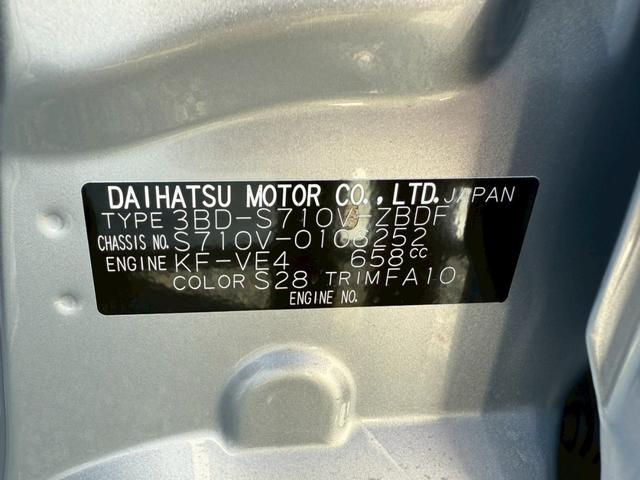 DAIHATSU MOTOR CO.,LTD. JAPAN
TYPE 3BD-S710V-ZBDF
CHASSIS NO. S710V-0108252
ENGINE KF-VE4 658cc
COLOR S28 TRIM FA10
ENGINE NO.